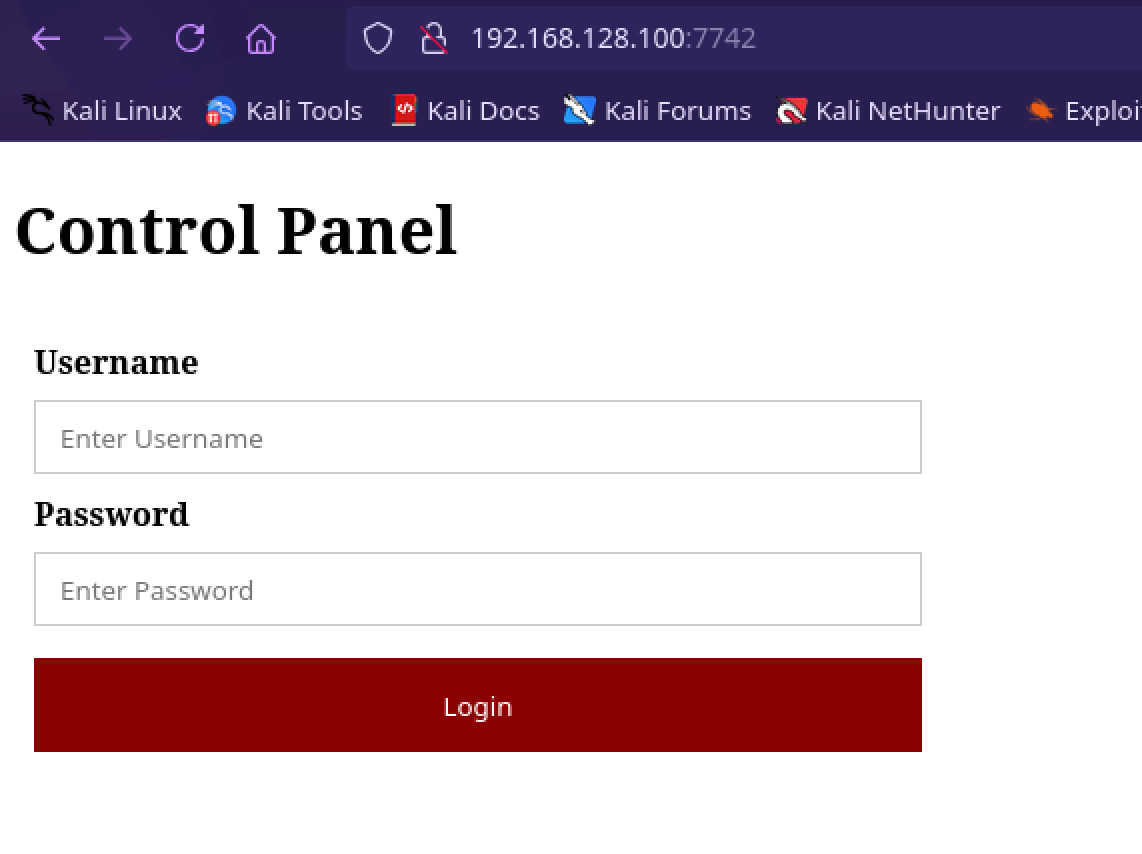 192.168.128.100:7742
Kali Linux Kali Tools Kali Docs Kali Forums Kali NetHunter Exploi
Control Panel
Username
Enter Username
Password
Enter Password
Login